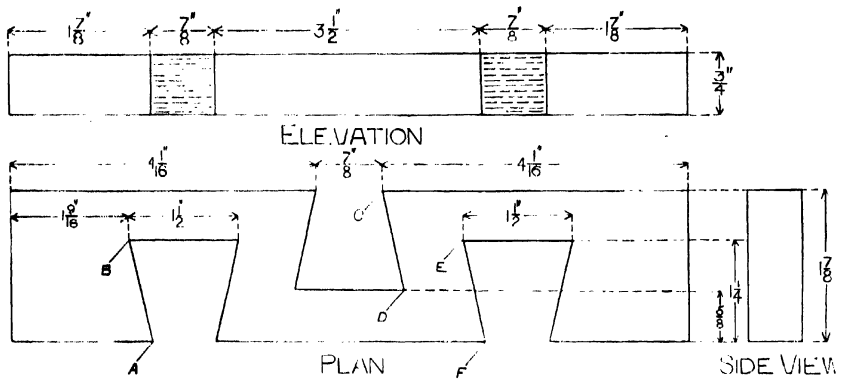 1 7/8" 7/8" 3 1/2" 7/8" 1 7/8"
3/4"
ELEVATION
4 1/16" 7/8" 4 1/16"
1 9/16" 1 1/2" C 1 1/2"
B E
1 7/8"
1 1/4"
5/8
D
A PLAN F SIDE VIEW